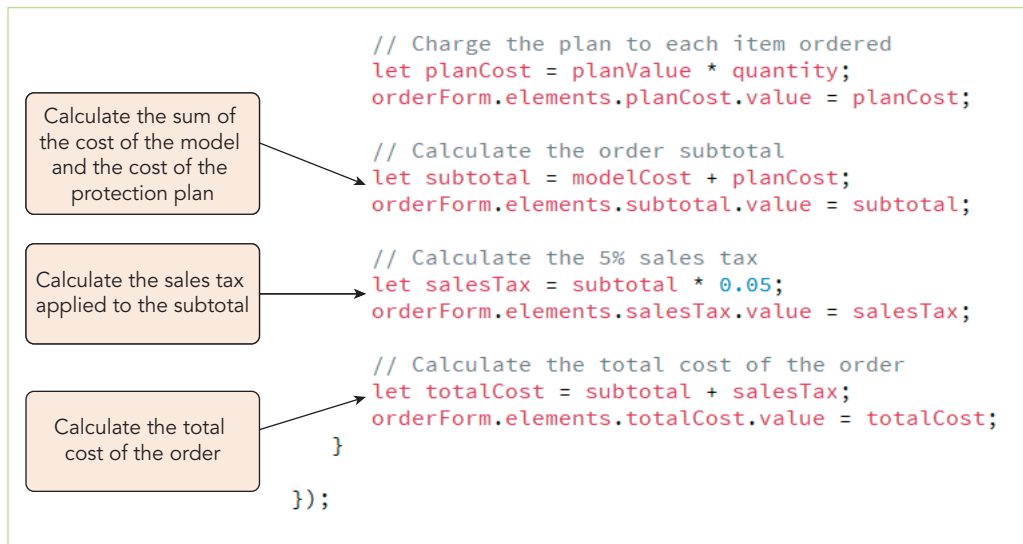 // Charge the plan to each item ordered
let planCost = planValue * quantity;
orderForm.elements.planCost.value = planCost;
Calculate the sum of
the cost of the model
and the cost of the
protection plan
// Calculate the order subtotal
let subtotal = modelCost + planCost;
orderForm.elements.subtotal.value = subtotal;
Calculate the sales tax
applied to the subtotal
// Calculate the 5% sales tax
let salesTax = subtotal * 0.05;
orderForm.elements.salesTax.value = salesTax;
Calculate the total
cost of the order
// Calculate the total cost of the order
let totalCost = subtotal + salesTax;
orderForm.elements.totalCost.value = totalCost;
}
});